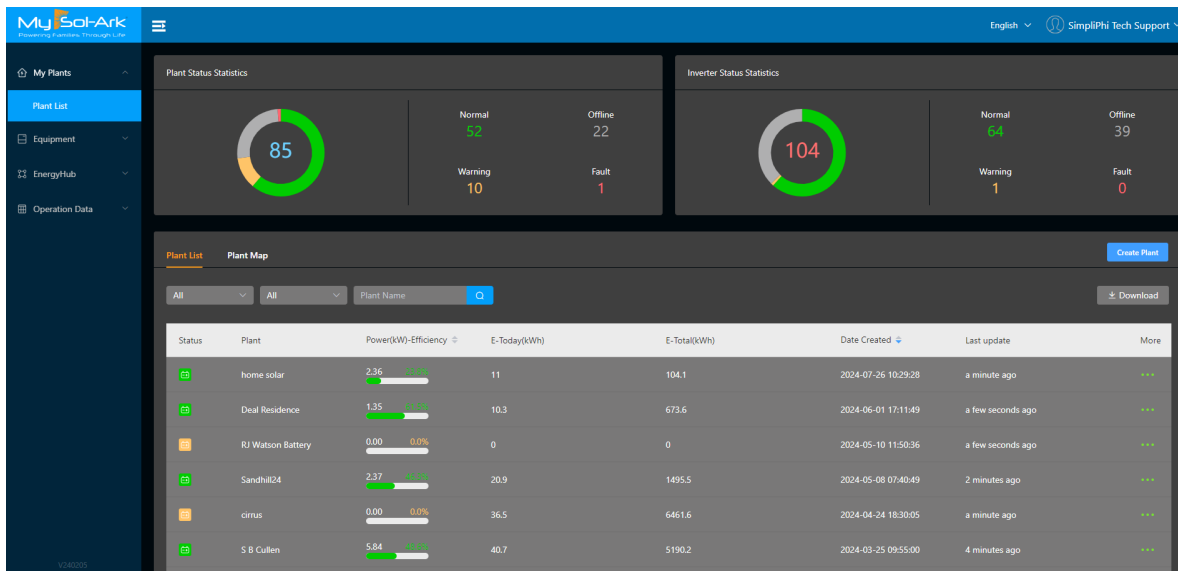 My Sol-Ark
Powering Families Through Life
English
SimpliPhi Tech Support
My Plants
Plant List
Equipment
EnergyHub
Operation Data
V240205
Plant Status Statistics
85
Normal
52
Offline
22
Warning
10
Fault
1
Inverter Status Statistics
104
Normal
64
Offline
39
Warning
1
Fault
0
Plant List Plant Map Create Plant
All All Plant Name Download
Status Plant Power(kW)-Efficiency E-Today(kWh) E-Total(kWh) Date Created Last update More
home solar 2.36 11 104.1 2024-07-26 10:29:28 a minute ago
Deal Residence 1.35 10.3 673.6 2024-06-01 17:11:49 a few seconds ago
RJ Watson Battery 0.00 0.0% 0 0 2024-05-10 11:50:36 a few seconds ago
Sandhill24 2.37 20.9 1495.5 2024-05-08 07:40:49 2 minutes ago
cirrus 0.00 0.0% 36.5 6461.6 2024-04-24 18:30:05 a minute ago
S B Cullen 5.84 40.7 5190.2 2024-03-25 09:55:00 4 minutes ago